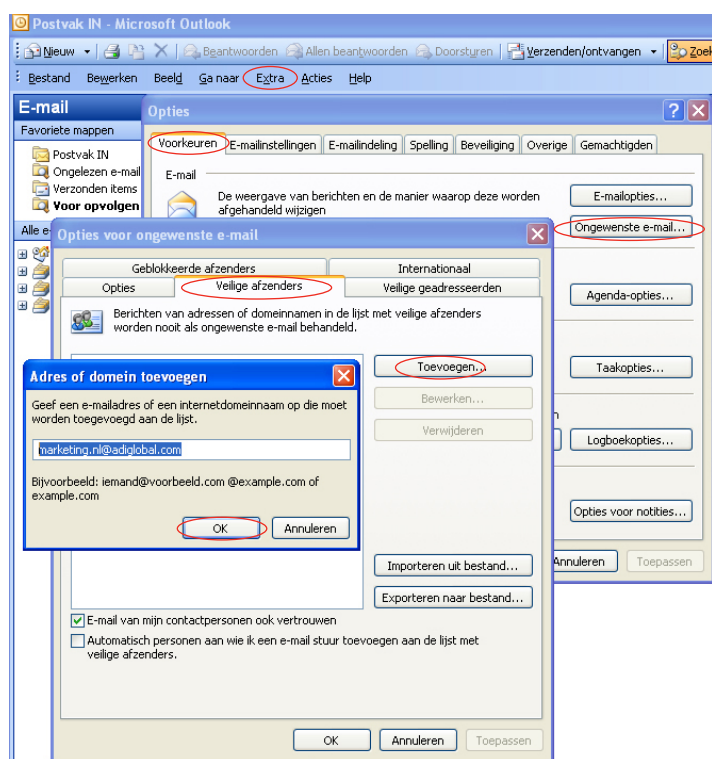 Postvak IN - Microsoft Outlook
Nieuw Beantwoorden Allen beantwoorden Doorsturen Verzenden/ontvangen Zoek
Bestand Bewerken Beeld Ga naar Extra Acties Help
E-mail
Favoriete mappen
Postvak IN
Ongelezen e-mail
Verzonden items
Voor opvolgen
Alle e-
Opties
Voorkeuren E-mailinstellingen E-mailindeling Spelling Beveiliging Overige Gemachtigden
E-mail
De weergave van berichten en de manier waarop deze worden
afgehandeld wijzigen
E-mailopties...
Ongewenste e-mail...
Agenda-opties...
Taakopties...
Logboekopties...
Opties voor notities...
Annuleren Toepassen
Opties voor ongewenste e-mail
Geblokkeerde afzenders Internationaal
Opties Veilige afzenders Veilige geadresseerden
Berichten van adressen of domeinnamen in de lijst met veilige afzenders
worden nooit als ongewenste e-mail behandeld.
Toevoegen...
Bewerken...
Verwijderen
Importeren uit bestand...
Exporteren naar bestand...
E-mail van mijn contactpersonen ook vertrouwen
Automatisch personen aan wie ik een e-mail stuur toevoegen aan de lijst met
veilige afzenders.
OK Annuleren Toepassen
Adres of domein toevoegen
Geef een e-mailadres of een internetdomeinnaam op die moet
worden toegevoegd aan de lijst.
marketing.nl@adiglobal.com
Bijvoorbeeld: iemand@voorbeeld.com @example.com of
example.com
OK Annuleren